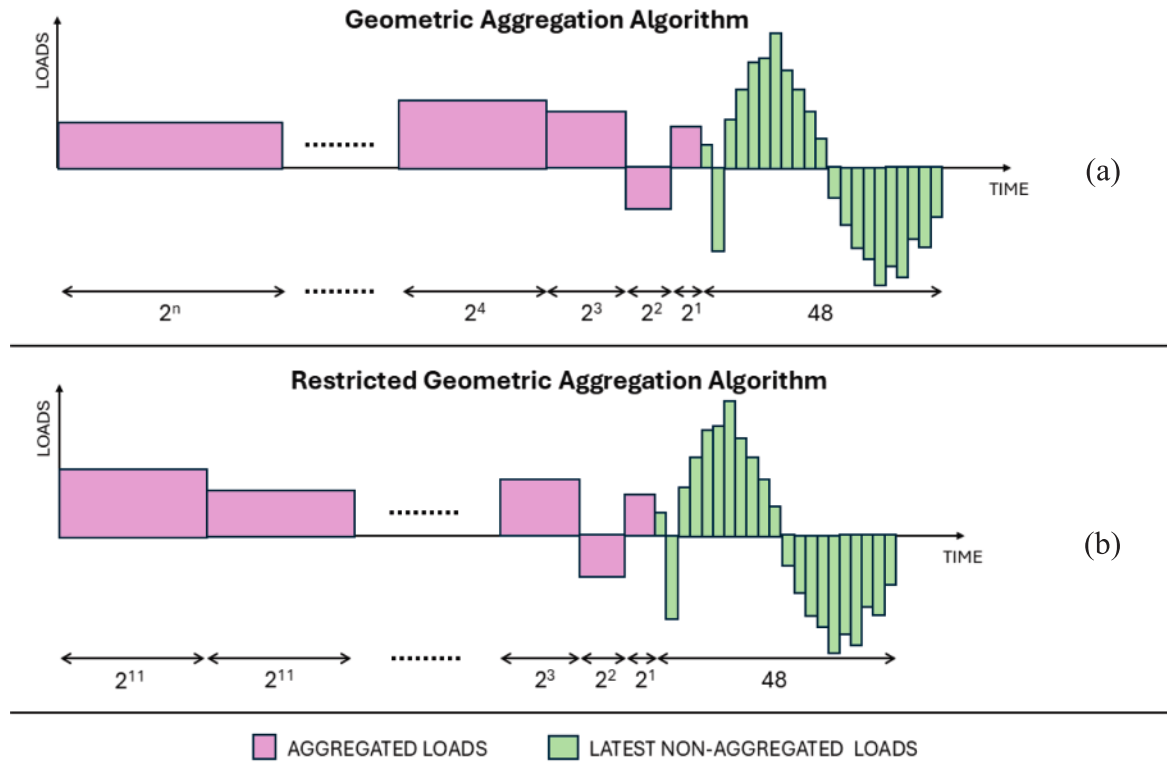 Geometric Aggregation Algorithm
LOADS
TIME
(a)
2ⁿ
2⁴
2³
2²
2¹
48
Restricted Geometric Aggregation Algorithm
LOADS
TIME
(b)
2¹¹
2¹¹
2³
2²
2¹
48
AGGREGATED LOADS
LATEST NON-AGGREGATED LOADS